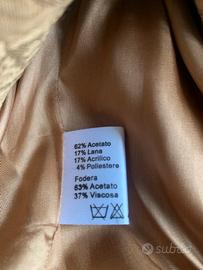 62% Acetato
17% Lana
17% Acrilico
4% Poliestere
Fodera
63% Acetato
37% Viscosa
subito